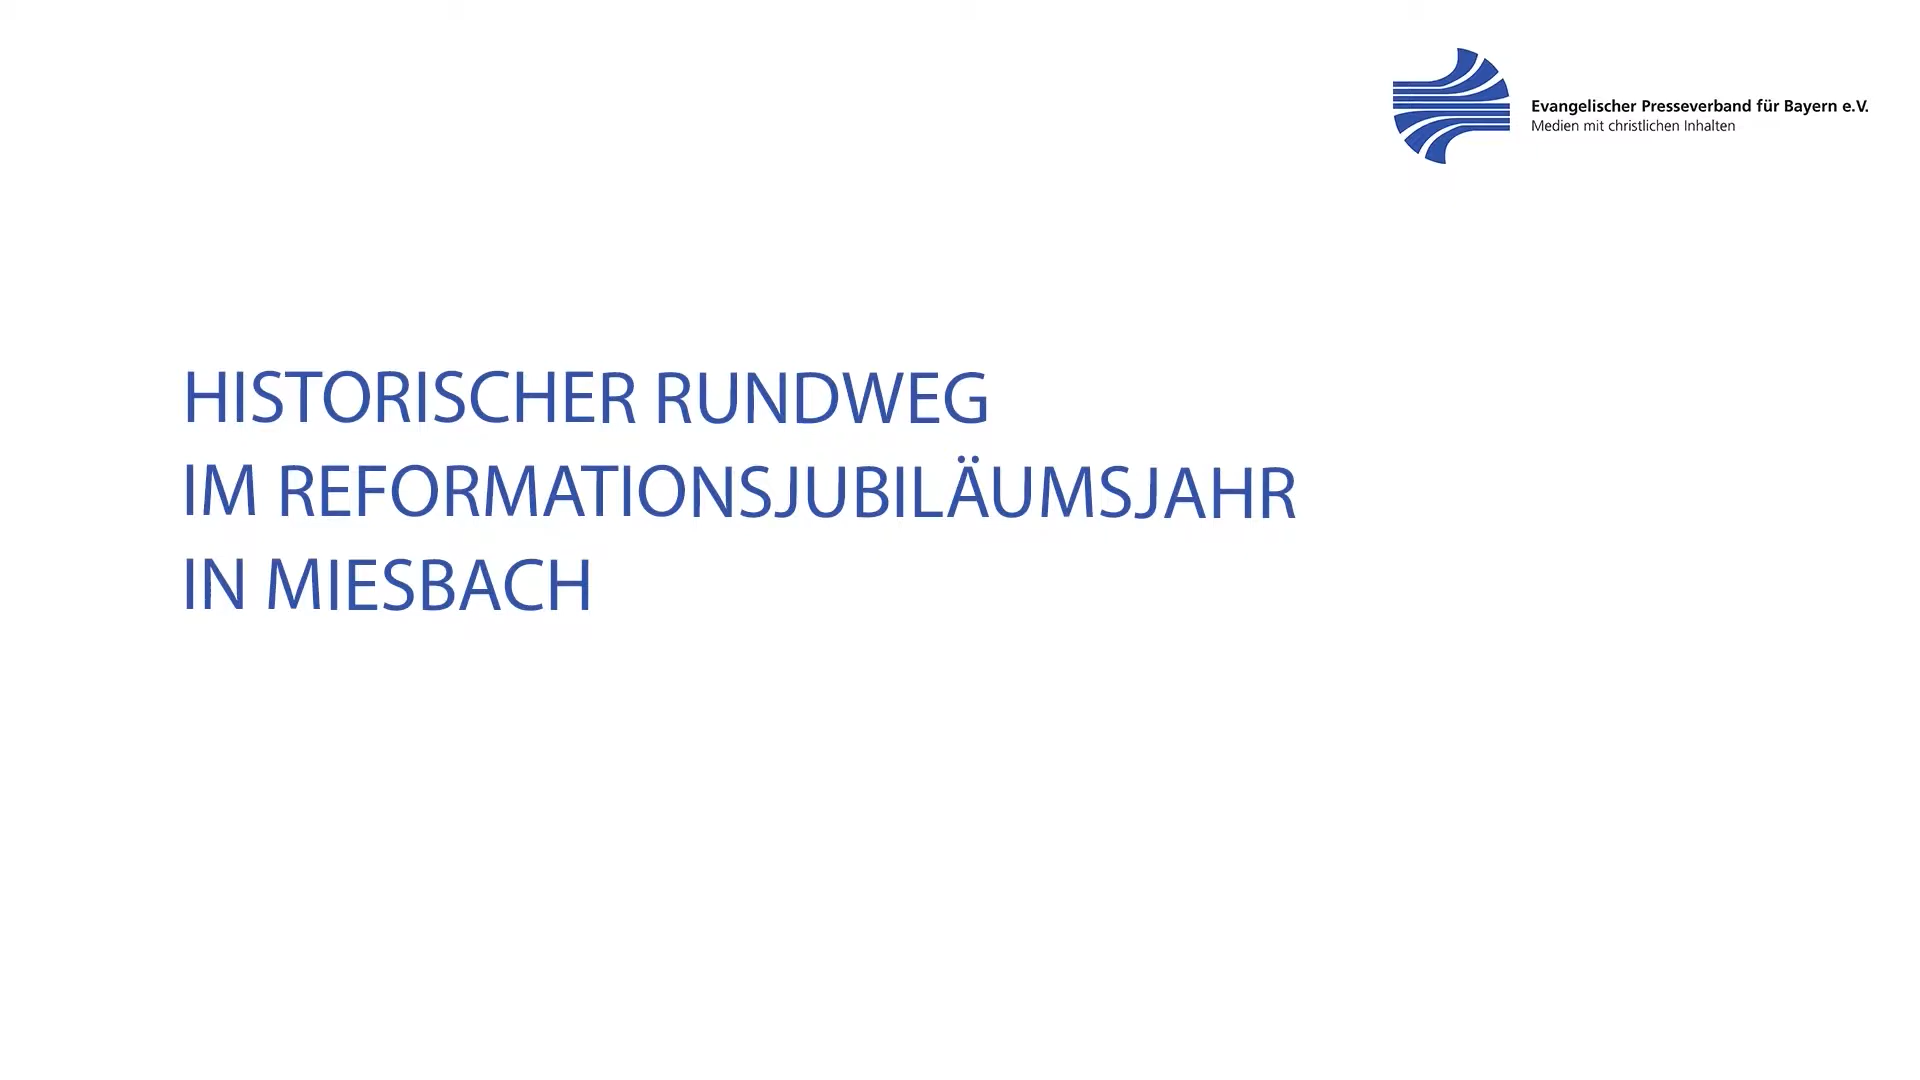 Evangelischer Presseverband für Bayern e.V.
Medien mit christlichen Inhalten
HISTORISCHER RUNDWEG
IM REFORMATIONSJUBILÄUMSJAHR
IN MIESBACH